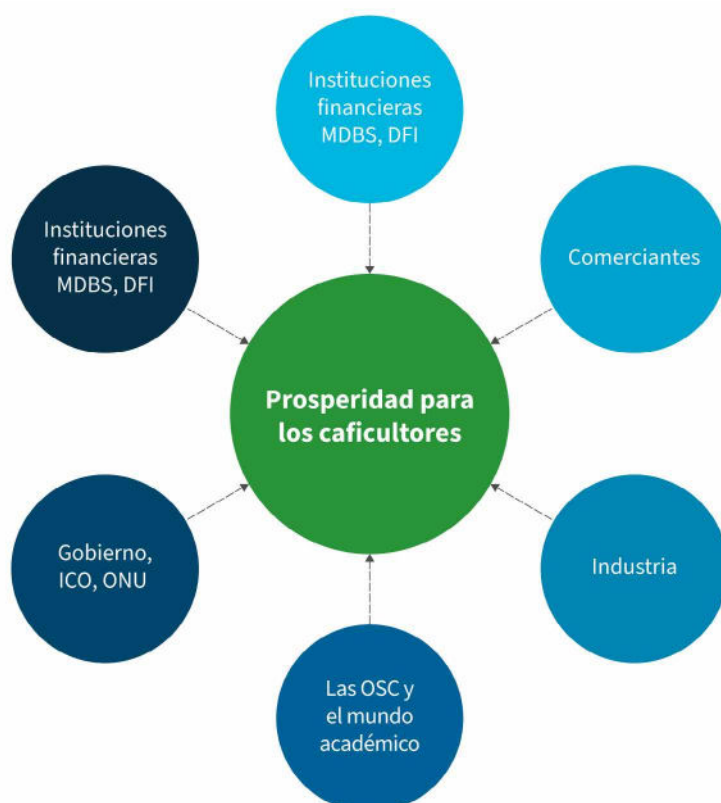 Instituciones
financieras
MDBS, DFI
Instituciones
financieras
MDBS, DFI
Comerciantes
Prosperidad para
los caficultores
Gobierno,
ICO, ONU
Industria
Las OSC y
el mundo
académico